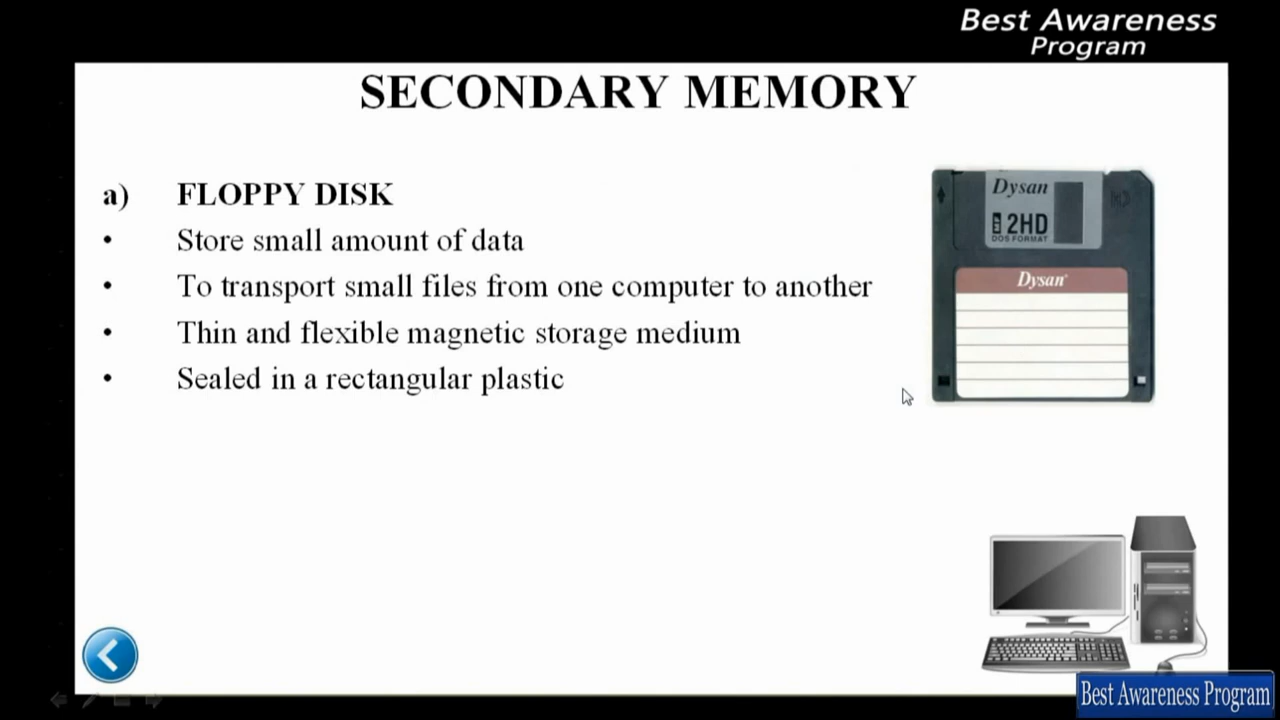 Best Awareness
Program
SECONDARY MEMORY
a) FLOPPY DISK
• Store small amount of data
• To transport small files from one computer to another
• Thin and flexible magnetic storage medium
• Sealed in a rectangular plastic
Dysan
2HD
DOS FORMAT
Dysan
Best Awareness Program